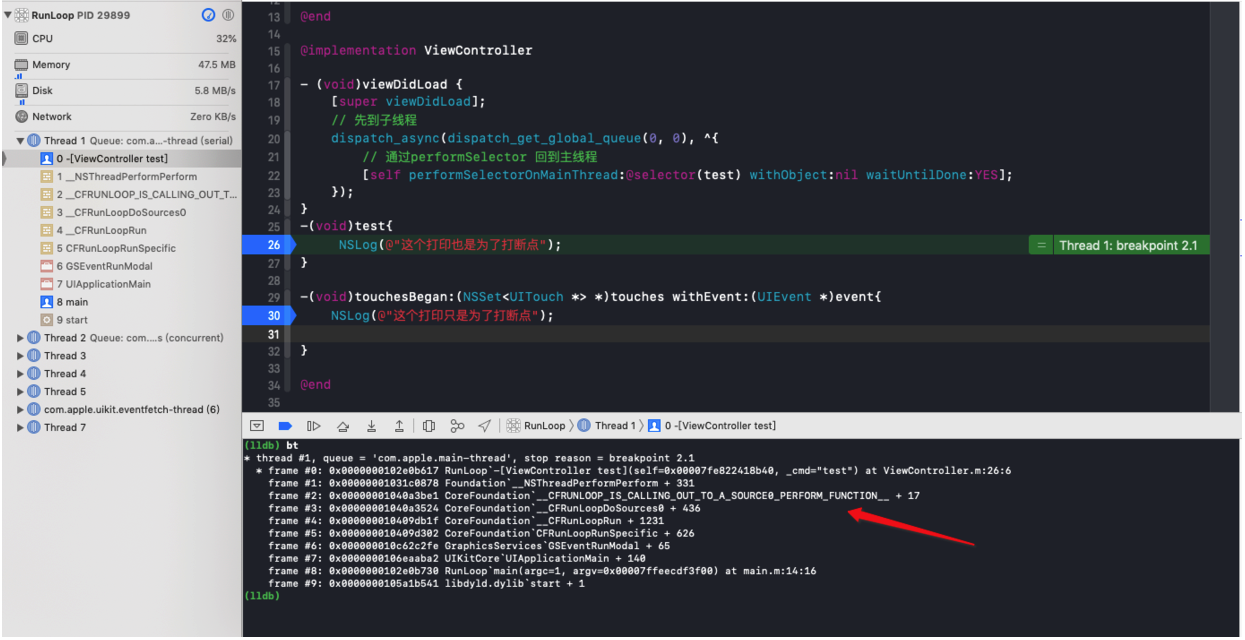 RunLoop PID 29899
CPU 32%
Memory 47.5 MB
Disk 5.8 MB/s
Network Zero KB/s
Thread 1 Queue: com.a...-thread (serial)
0 -[ViewController test]
1 __NSThreadPerformPerform
2 __CFRUNLOOP_IS_CALLING_OUT_T...
3 __CFRunLoopDoSources0
4 __CFRunLoopRun
5 CFRunLoopRunSpecific
6 GSEventRunModal
7 UIApplicationMain
8 main
9 start
Thread 2 Queue: com....s (concurrent)
Thread 3
Thread 4
Thread 5
com.apple.uikit.eventfetch-thread (6)
Thread 7
13 @end
14
15 @implementation ViewController
16
17 - (void)viewDidLoad {
18 [super viewDidLoad];
19 // 先到子线程
20 dispatch_async(dispatch_get_global_queue(0, 0), ^{
21 // 通过performSelector 回到主线程
22 [self performSelectorOnMainThread:@selector(test) withObject:nil waitUntilDone:YES];
23 });
24 }
25 -(void)test{
26 NSLog(@"这个打印也是为了打断点"); = Thread 1: breakpoint 2.1
27 }
28
29 -(void)touchesBegan:(NSSet<UITouch *> *)touches withEvent:(UIEvent *)event{
30 NSLog(@"这个打印只是为了打断点");
31
32 }
33
34 @end
35
RunLoop 〉 Thread 1 〉 0 -[ViewController test]
(lldb) bt
* thread #1, queue = 'com.apple.main-thread', stop reason = breakpoint 2.1
* frame #0: 0x0000000102e0b617 RunLoop`-[ViewController test](self=0x00007fe822418b40, _cmd="test") at ViewController.m:26:6
frame #1: 0x00000001031c0878 Foundation`__NSThreadPerformPerform + 331
frame #2: 0x00000001040a3be1 CoreFoundation`__CFRUNLOOP_IS_CALLING_OUT_TO_A_SOURCE0_PERFORM_FUNCTION__ + 17
frame #3: 0x00000001040a3524 CoreFoundation`__CFRunLoopDoSources0 + 436
frame #4: 0x000000010409db1f CoreFoundation`__CFRunLoopRun + 1231
frame #5: 0x000000010409d302 CoreFoundation`CFRunLoopRunSpecific + 626
frame #6: 0x000000010c62c2fe GraphicsServices`GSEventRunModal + 65
frame #7: 0x0000000106eaaba2 UIKitCore`UIApplicationMain + 140
frame #8: 0x0000000102e0b730 RunLoop`main(argc=1, argv=0x00007ffeecdf3f00) at main.m:14:16
frame #9: 0x0000000105a1b541 libdyld.dylib`start + 1
(lldb)